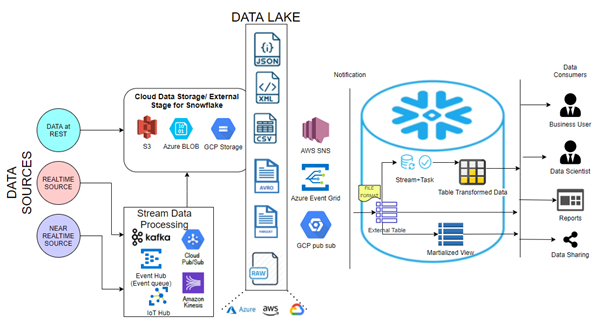 DATA LAKE
DATA SOURCES
DATA at
REST
REALTIME
SOURCE
NEAR
REALTIME
SOURCE
Cloud Data Storage/ External
Stage for Snowflake
S3
Azure BLOB
GCP Storage
Stream Data
Processing
kafka
Cloud
Pub/Sub
Event Hub
(Event queue)
Amazon
Kinesis
IoT Hub
{i}
JSON
XML
CSV
AVRO
PARQUET
RAW
Azure
aws
Notification
AWS SNS
Azure Event Grid
GCP pub sub
Stream+Task
Table Transformed Data
FILE
FORMAT
External Table
Martialized View
Data
Consumers
Business User
Data Scientist
Reports
Data Sharing